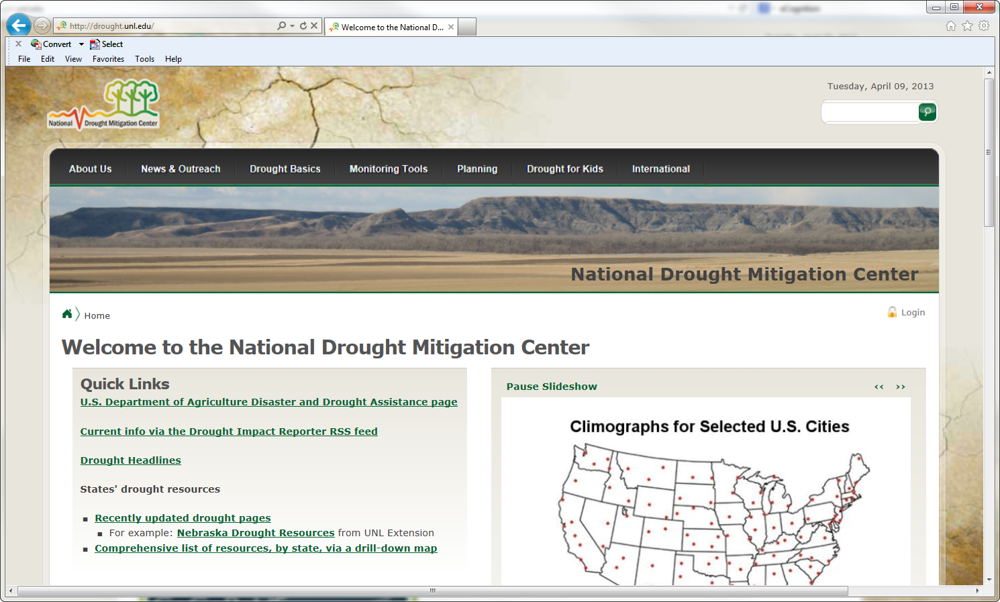 http://drought.unl.edu/
Welcome to the National D...
Convert Select
File Edit View Favorites Tools Help
Tuesday, April 09, 2013
National Drought Mitigation Center
About Us News & Outreach Drought Basics Monitoring Tools Planning Drought for Kids International
National Drought Mitigation Center
Home
Login
Welcome to the National Drought Mitigation Center
Quick Links
U.S. Department of Agriculture Disaster and Drought Assistance page
Current info via the Drought Impact Reporter RSS feed
Drought Headlines
States' drought resources
Recently updated drought pages
For example: Nebraska Drought Resources from UNL Extension
Comprehensive list of resources, by state, via a drill-down map
Pause Slideshow << >>
Climographs for Selected U.S. Cities